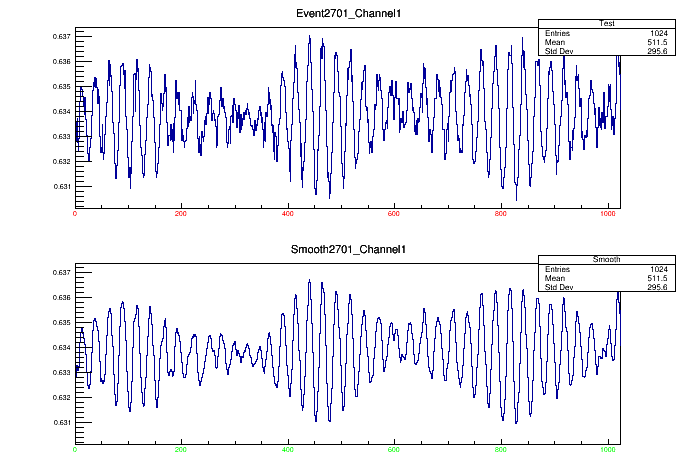 Event2701_Channel1
Test
Entries 1024
Mean 511.5
Std Dev 295.6
0.637
0.636
0.635
0.634
0.633
0.632
0.631
0 200 400 600 800 1000
Smooth2701_Channel1
Smooth
Entries 1024
Mean 511.5
Std Dev 295.6
0.637
0.636
0.635
0.634
0.633
0.632
0.631
0 200 400 600 800 1000